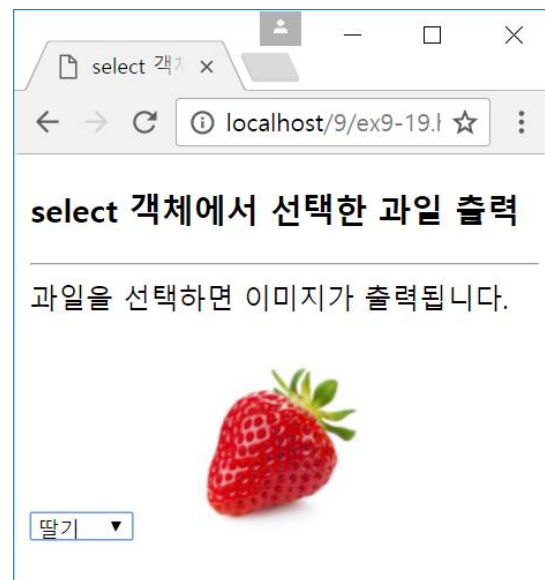 select 객체
localhost/9/ex9-19.h
select 객체에서 선택한 과일 출력
과일을 선택하면 이미지가 출력됩니다.
딸기